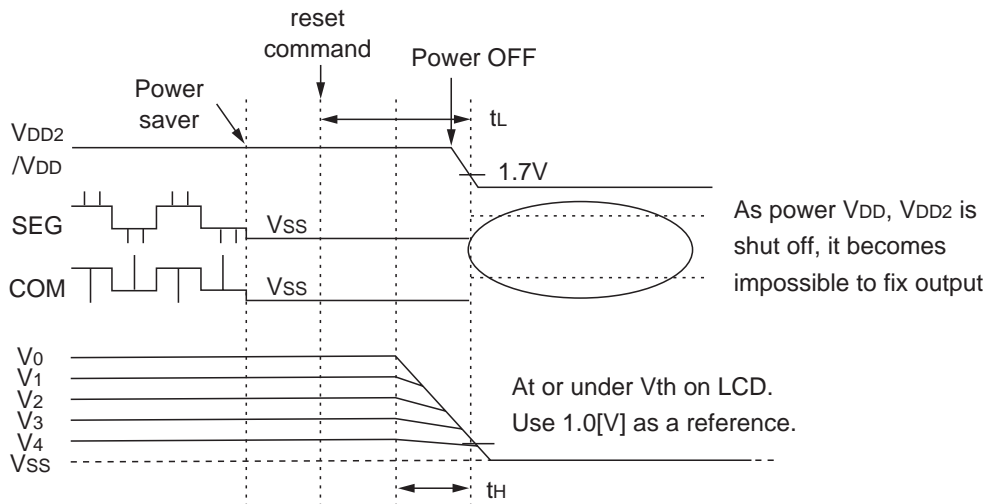 reset
command
Power OFF
Power
saver
tL
VDD2
/VDD
1.7V
SEG
VSS
As power VDD, VDD2 is
shut off, it becomes
impossible to fix output
COM
VSS
V0
V1
V2
V3
V4
VSS
At or under Vth on LCD.
Use 1.0[V] as a reference.
tH